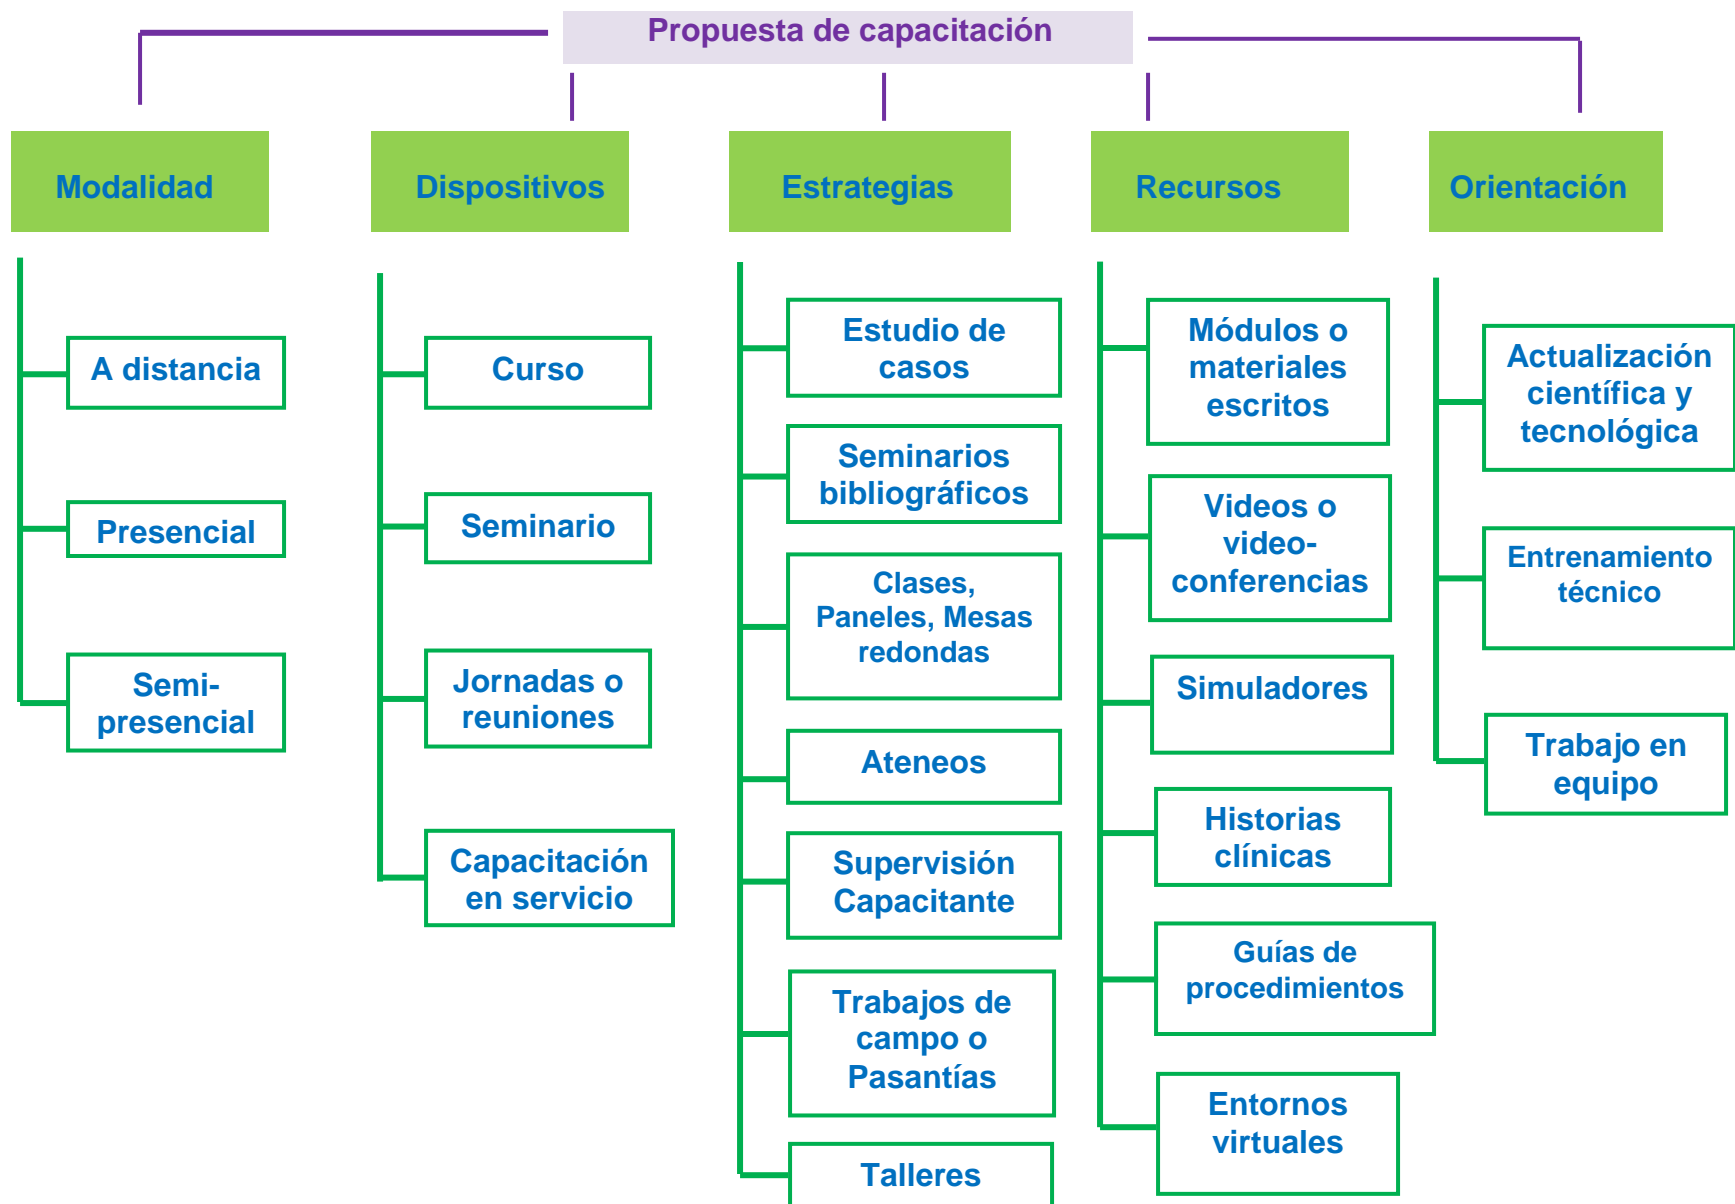 Propuesta de capacitación
Modalidad
Dispositivos
Estrategias
Recursos
Orientación
A distancia
Presencial
Semi-
presencial
Curso
Seminario
Jornadas o
reuniones
Capacitación
en servicio
Estudio de
casos
Seminarios
bibliográficos
Clases,
Paneles, Mesas
redondas
Ateneos
Supervisión
Capacitante
Trabajos de
campo o
Pasantías
Talleres
Módulos o
materiales
escritos
Videos o
video-
conferencias
Simuladores
Historias
clínicas
Guías de
procedimientos
Entornos
virtuales
Actualización
científica y
tecnológica
Entrenamiento
técnico
Trabajo en
equipo